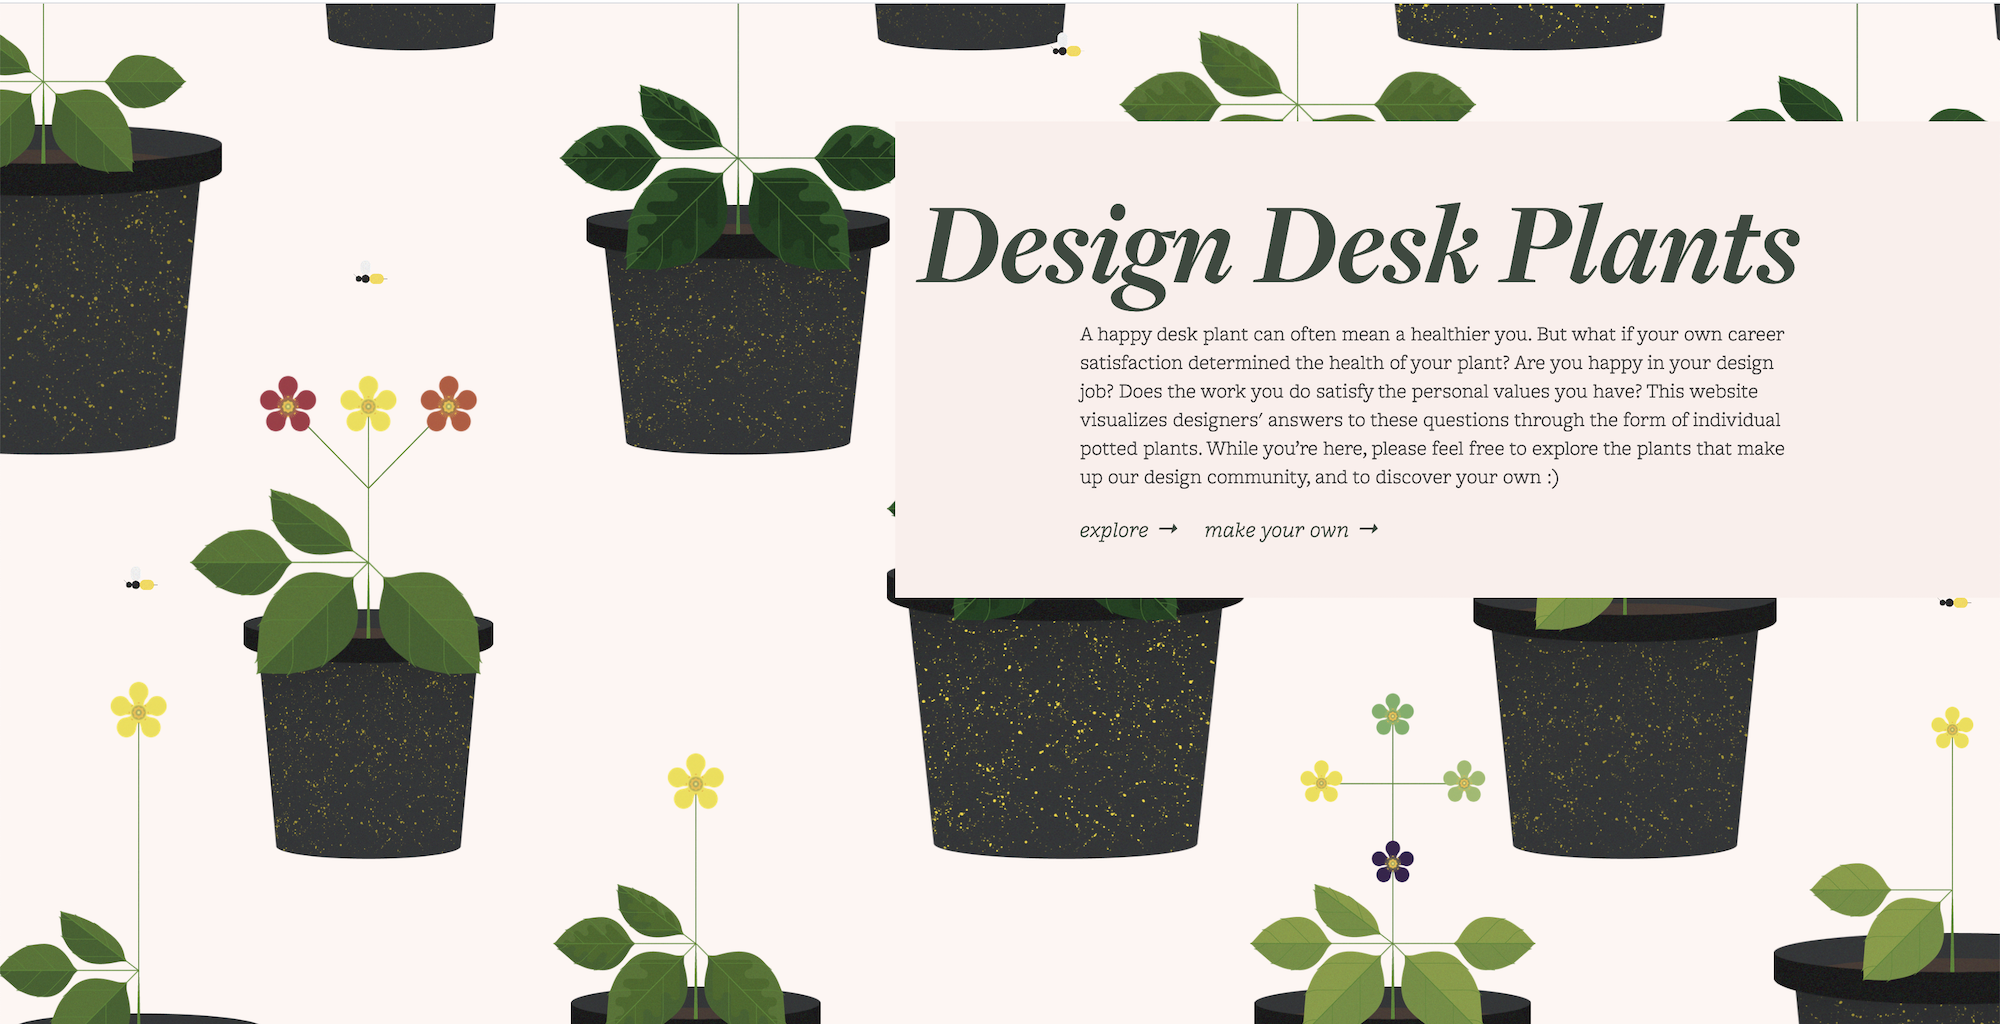 Design Desk Plants
A happy desk plant can often mean a healthier you. But what if your own career
satisfaction determined the health of your plant? Are you happy in your design
job? Does the work you do satisfy the personal values you have? This website
visualizes designers’ answers to these questions through the form of individual
potted plants. While you’re here, please feel free to explore the plants that make
up our design community, and to discover your own :)
explore → make your own →